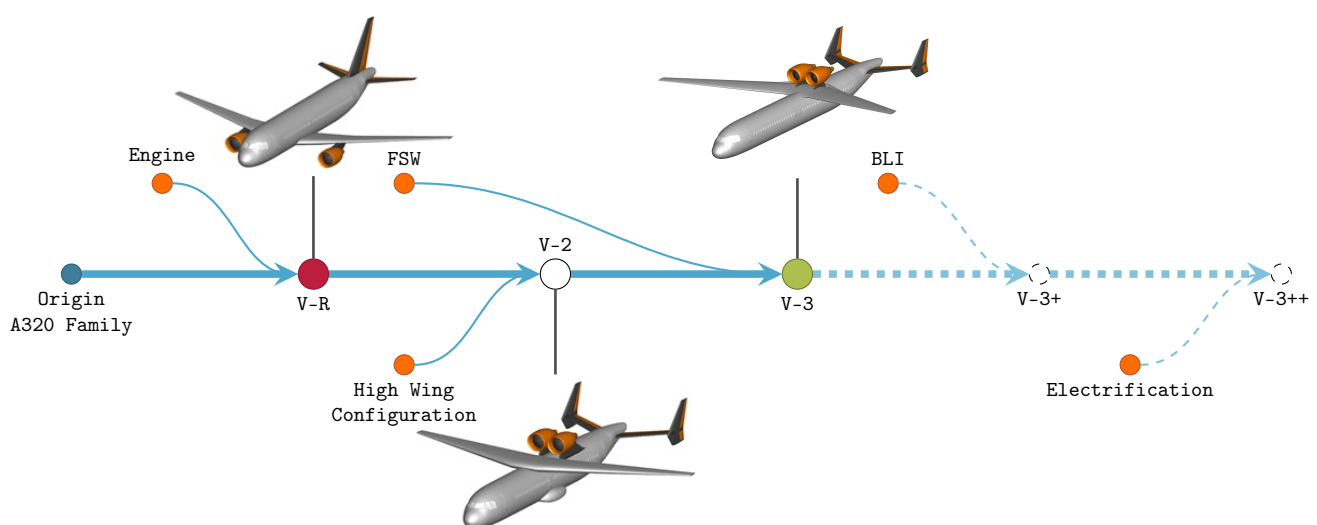 Engine
FSW
BLI
V-2
Origin
A320 Family
V-R
V-3
V-3+
V-3++
High Wing
Configuration
Electrification